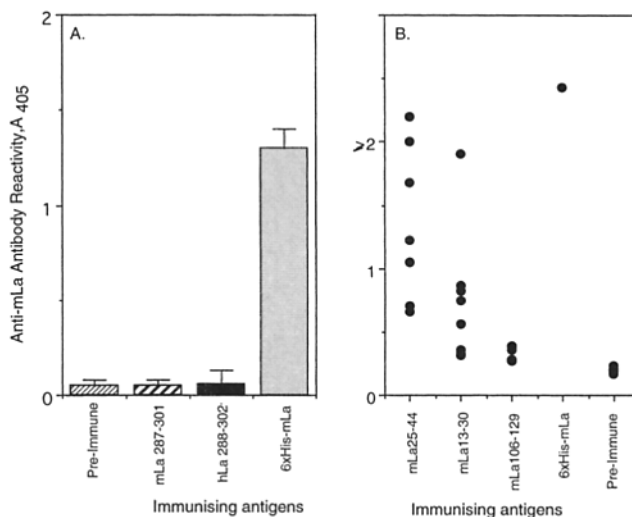 A.
B.
2
1
0
Anti-mLa Antibody Reactivity,A 405
Pre-Immune
mLa 287-301
hLa 288-302
6xHis-mLa
Immunising antigens
2
1
0
mLa25-44
mLa13-30
mLa106-129
6xHis-mLa
Pre-Immune
Immunising antigens